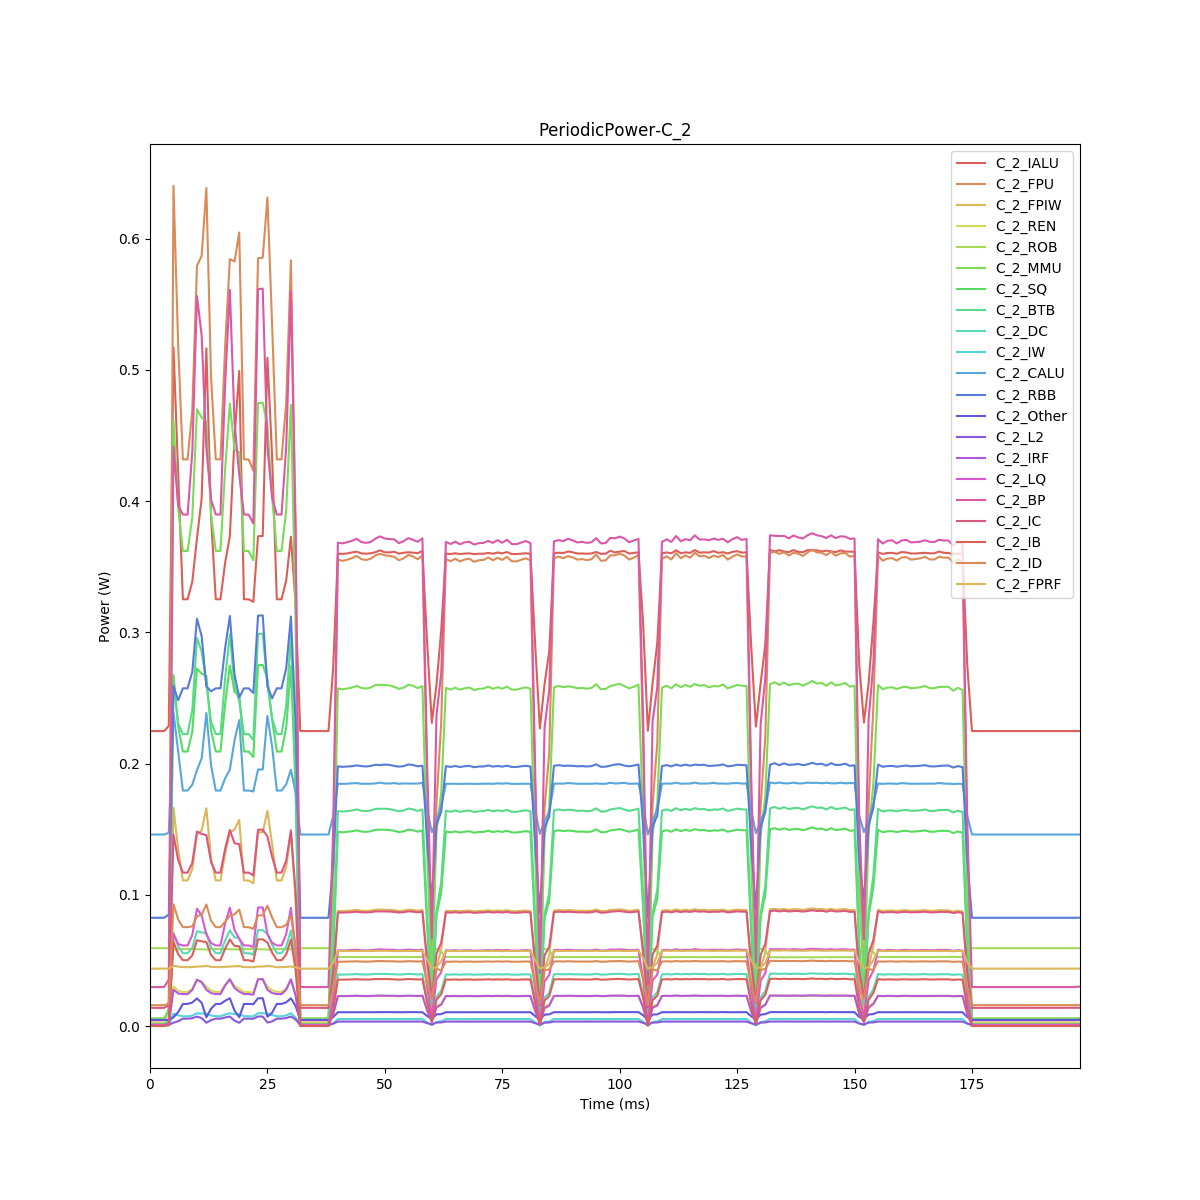 PeriodicPower-C_2
C_2_IALU
C_2_FPU
C_2_FPIW
C_2_REN
C_2_ROB
C_2_MMU
C_2_SQ
C_2_BTB
C_2_DC
C_2_IW
C_2_CALU
C_2_RBB
C_2_Other
C_2_L2
C_2_IRF
C_2_LQ
C_2_BP
C_2_IC
C_2_IB
C_2_ID
C_2_FPRF
0.6
0.5
0.4
0.3
0.2
0.1
0.0
Power (W)
0 25 50 75 100 125 150 175
Time (ms)